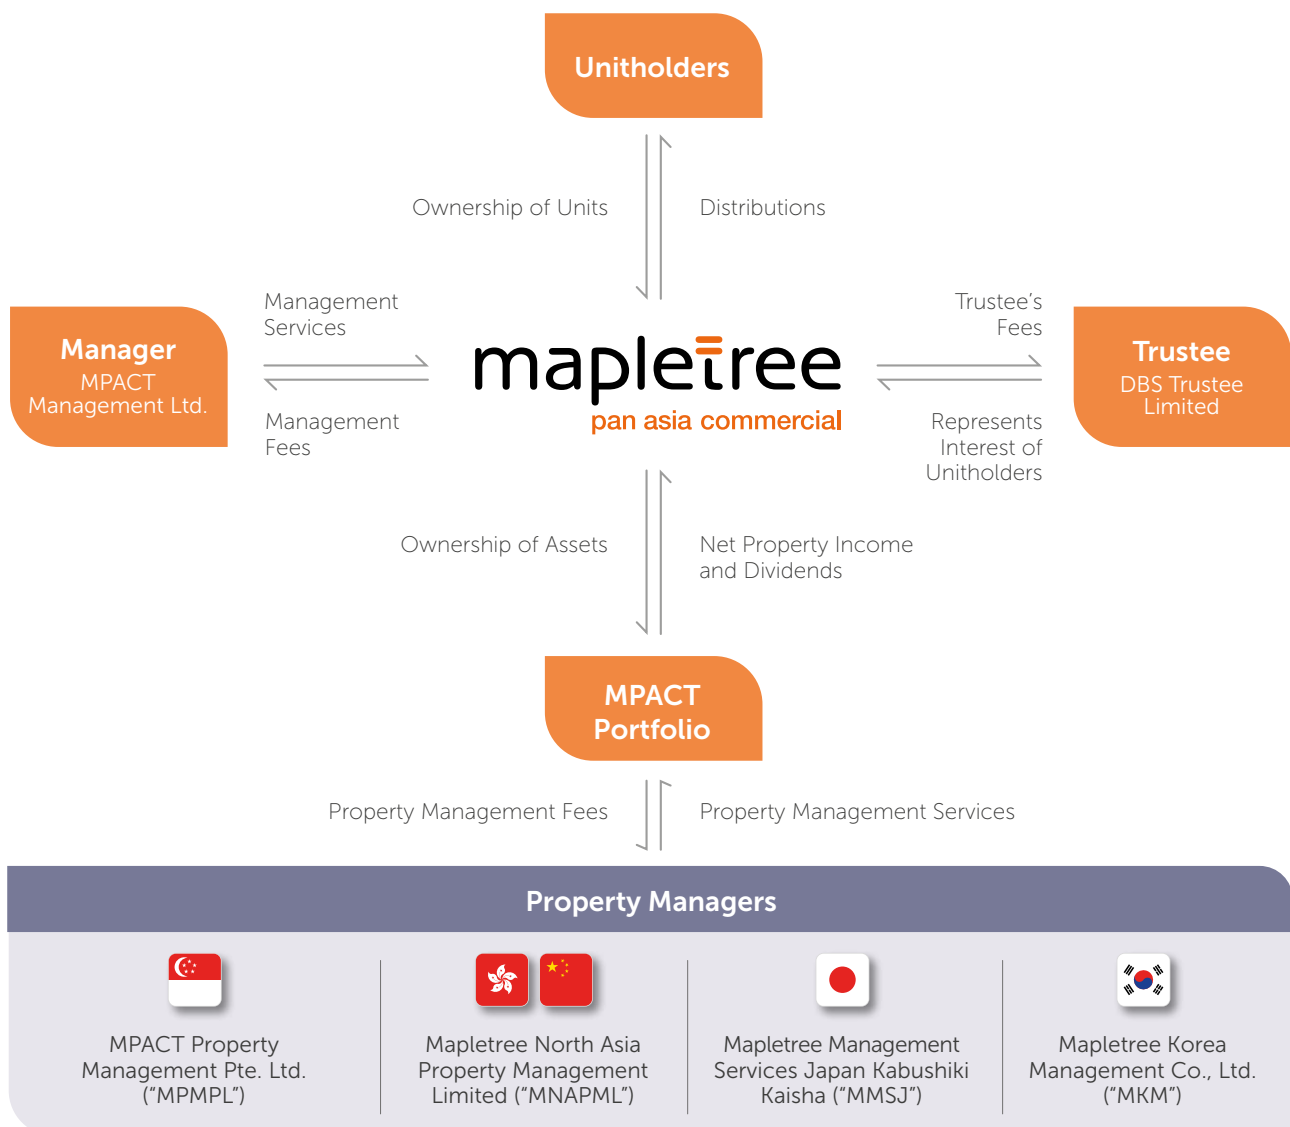 Unitholders
Ownership of Units
Distributions
Management
Services
Trustee’s
Fees
Manager
MPACT
Management Ltd.
mapletree
pan asia commercial
Trustee
DBS Trustee
Limited
Management
Fees
Represents
Interest of
Unitholders
Ownership of Assets
Net Property Income
and Dividends
MPACT
Portfolio
Property Management Fees
Property Management Services
Property Managers
MPACT Property
Management Pte. Ltd.
(“MPMPL”)
Mapletree North Asia
Property Management
Limited (“MNAPML”)
Mapletree Management
Services Japan Kabushiki
Kaisha (“MMSJ”)
Mapletree Korea
Management Co., Ltd.
(“MKM”)